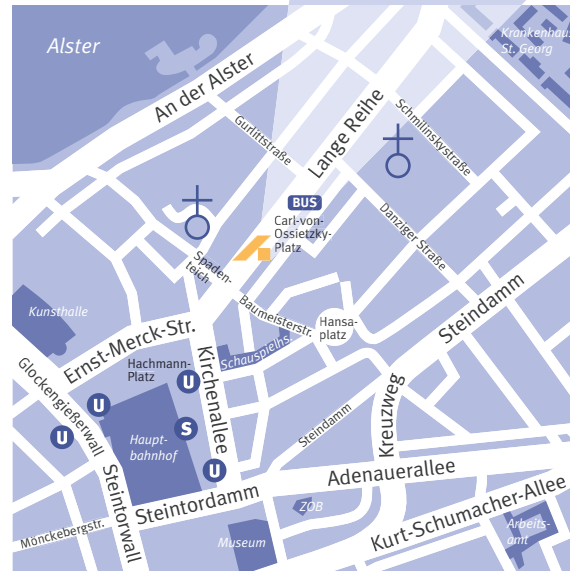 Alster
Krankenhaus
St. Georg
An der Alster
Lange Reihe
Gurlittstraße
Schmilinskystraße
BUS
Carl-von-
Ossietzky-
Platz
Danziger Straße
Spaden-
teich
Kunsthalle
Baumeisterstr.
Hansa-
platz
Steindamm
Ernst-Merck-Str.
Schauspielhs.
Hachmann-
Platz
Kirchenallee
Glockengießerwall
U
U
U
Haupt-
bahnhof
S
Steindamm
Kreuzweg
U
Adenauerallee
Steintorwall
Steintordamm
ZOB
Kurt-Schumacher-Allee
Mönckebergstr.
Museum
Arbeits-
amt